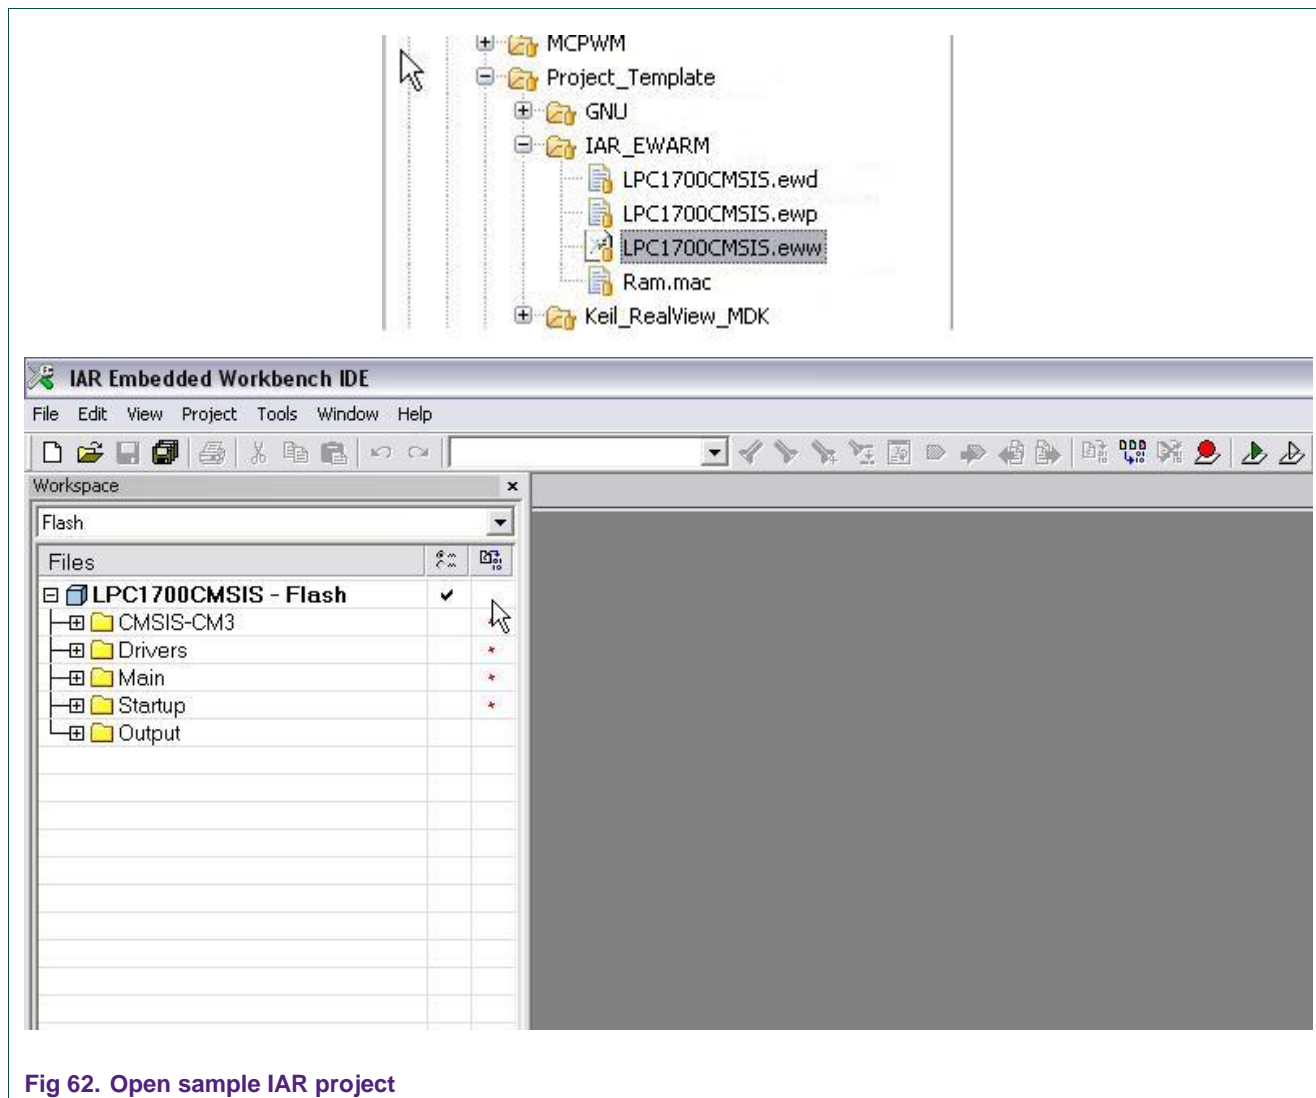 MCPWM
Project_Template
GNU
IAR_EWARM
LPC1700CMSIS.ewd
LPC1700CMSIS.ewp
LPC1700CMSIS.eww
Ram.mac
Keil_RealView_MDK
IAR Embedded Workbench IDE
File Edit View Project Tools Window Help
Workspace
Flash
Files
LPC1700CMSIS - Flash
CMSIS-CM3
Drivers
Main
Startup
Output
Fig 62. Open sample IAR project